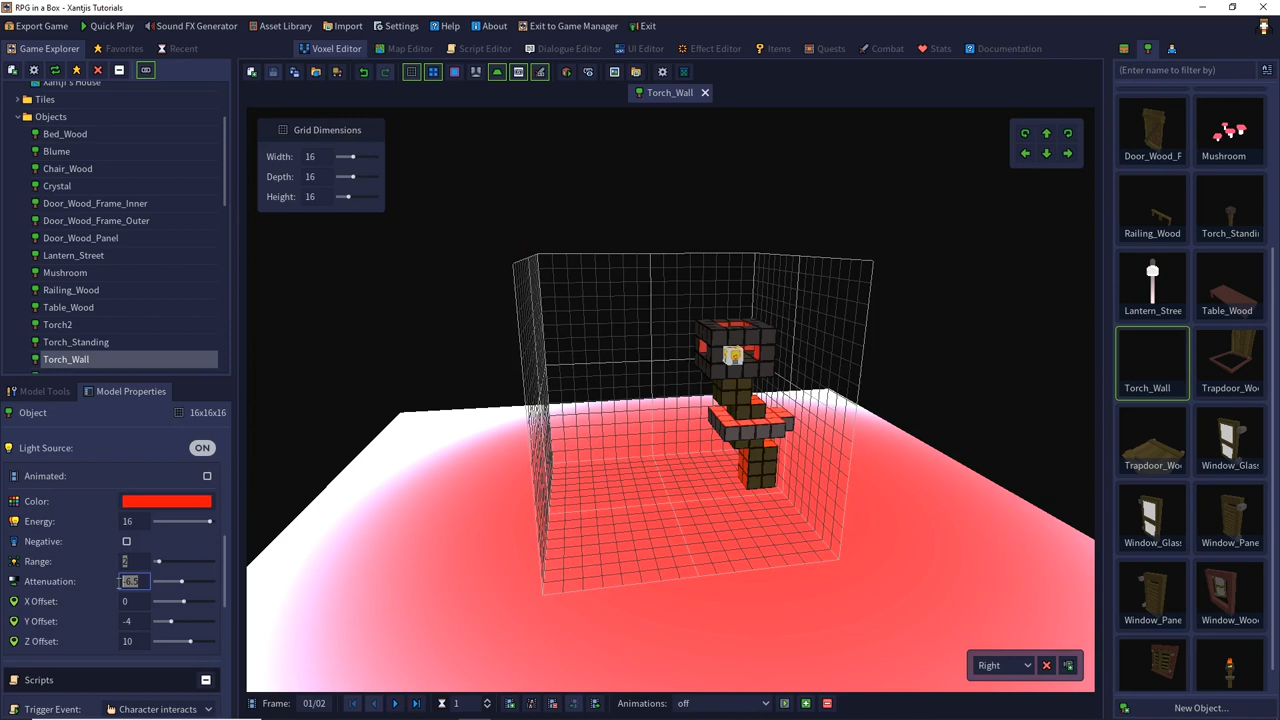 RPG in a Box - Xantjis Tutorials
Export Game Quick Play Sound FX Generator Asset Library Import Settings Help About Exit to Game Manager Exit
Game Explorer Favorites Recent
Voxel Editor Map Editor Script Editor Dialogue Editor UI Editor Effect Editor Items Quests Combat Stats Documentation
(Enter name to filter by)
Torch_Wall
Xantji's House
Tiles
Objects
Bed_Wood
Blume
Chair_Wood
Crystal
Door_Wood_Frame_Inner
Door_Wood_Frame_Outer
Door_Wood_Panel
Lantern_Street
Mushroom
Railing_Wood
Table_Wood
Torch2
Torch_Standing
Torch_Wall
Model Tools Model Properties
Object 16x16x16
Light Source: ON
Animated:
Color:
Energy: 16
Negative:
Range: 2
Attenuation:
X Offset: 0
Y Offset: -4
Z Offset: 10
Scripts
Trigger Event: Character interacts
Grid Dimensions
Width: 16
Depth: 16
Height: 16
Right
Frame: 01/02 1 Animations: off
Door_Wood_F Mushroom
Railing_Wood Torch_Standi
Lantern_Stree Table_Wood
Torch_Wall Trapdoor_Woo
Trapdoor_Woo Window_Glass
Window_Glass Window_Pane
Window_Pane Window_Wood
New Object...